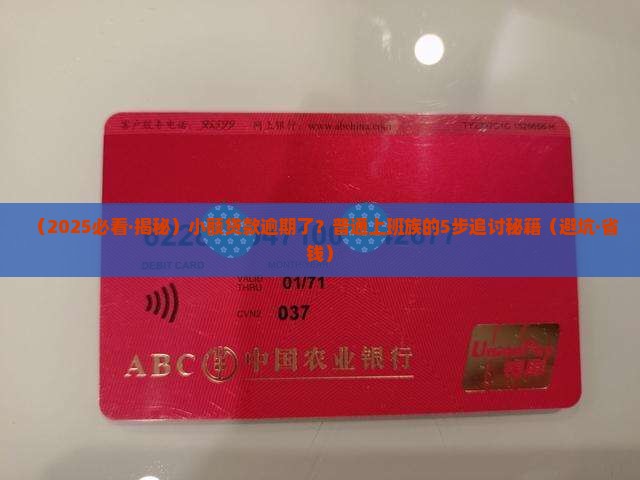 客户服务电话：95599 网上银行：www.abchina.com
（2025必看·揭秘）小额贷款逾期了？普通上班族的5步追讨秘籍（避坑·省
钱）
DEBIT CARD
VALID
THRU 01/71
CVN2 037
ABC 中国农业银行
UnionPay
银联